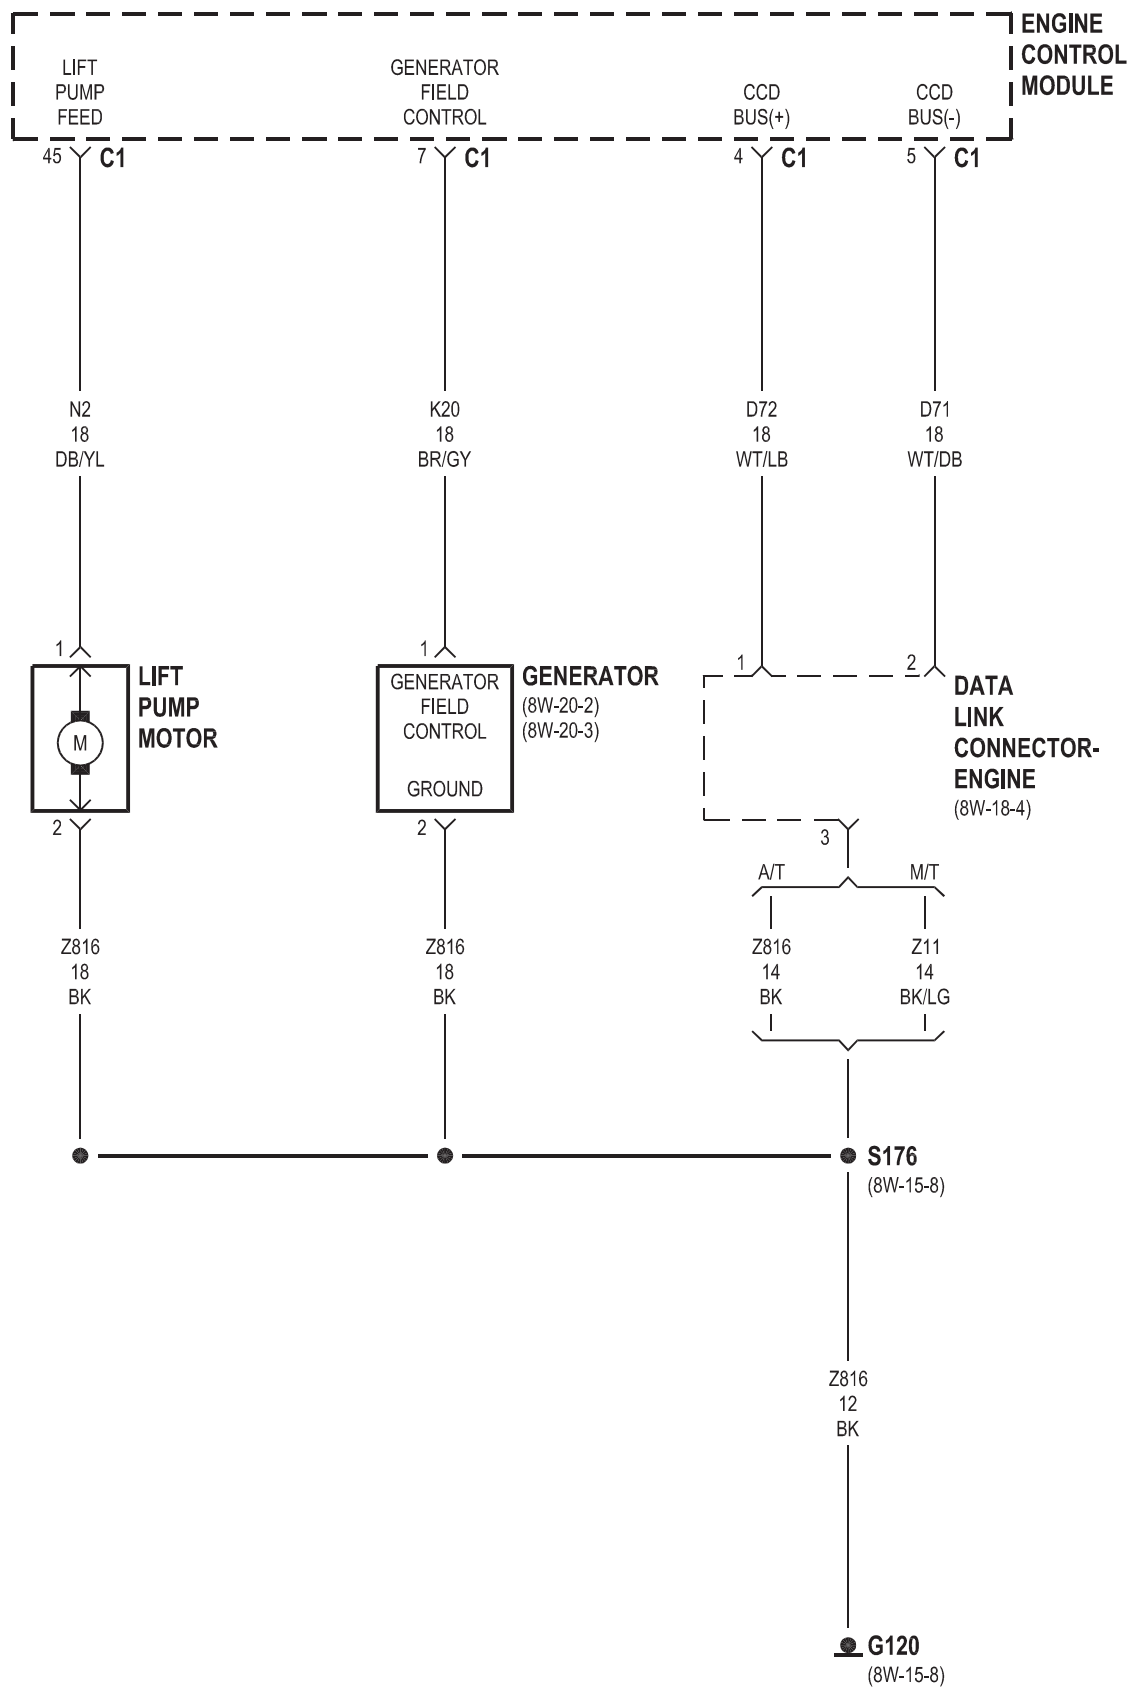 ENGINE
CONTROL
MODULE
LIFT
PUMP
FEED
GENERATOR
FIELD
CONTROL
CCD
BUS(+)
CCD
BUS(-)
45 C1
7 C1
4 C1
5 C1
N2
18
DB/YL
K20
18
BR/GY
D72
18
WT/LB
D71
18
WT/DB
1
LIFT
PUMP
MOTOR
M
2
1
GENERATOR
FIELD
CONTROL
GROUND
GENERATOR
(8W-20-2)
(8W-20-3)
2
1
2
DATA
LINK
CONNECTOR-
ENGINE
(8W-18-4)
3
A/T
M/T
Z816
18
BK
Z816
18
BK
Z816
14
BK
Z11
14
BK/LG
S176
(8W-15-8)
Z816
12
BK
G120
(8W-15-8)